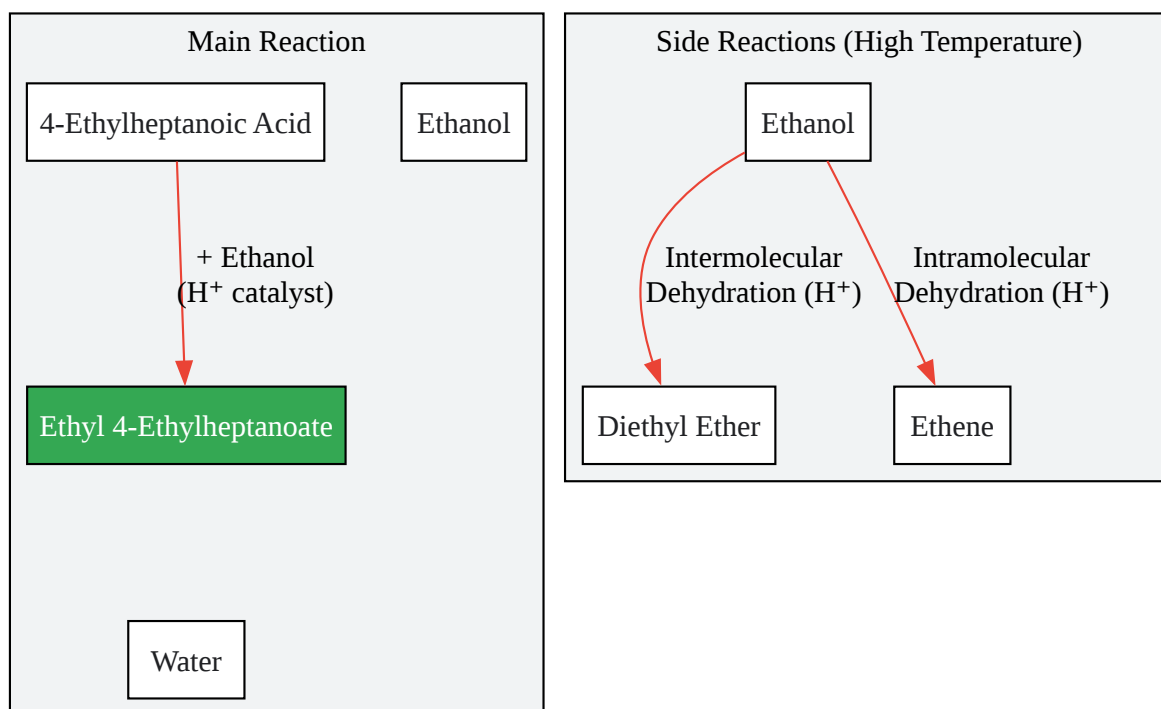 Main Reaction
4-Ethylheptanoic Acid
Ethanol
+ Ethanol
(H⁺ catalyst)
Ethyl 4-Ethylheptanoate
Water
Side Reactions (High Temperature)
Ethanol
Intermolecular
Dehydration (H⁺)
Intramolecular
Dehydration (H⁺)
Diethyl Ether
Ethene